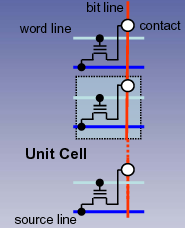 bit line
word line
contact
Unit Cell
source line